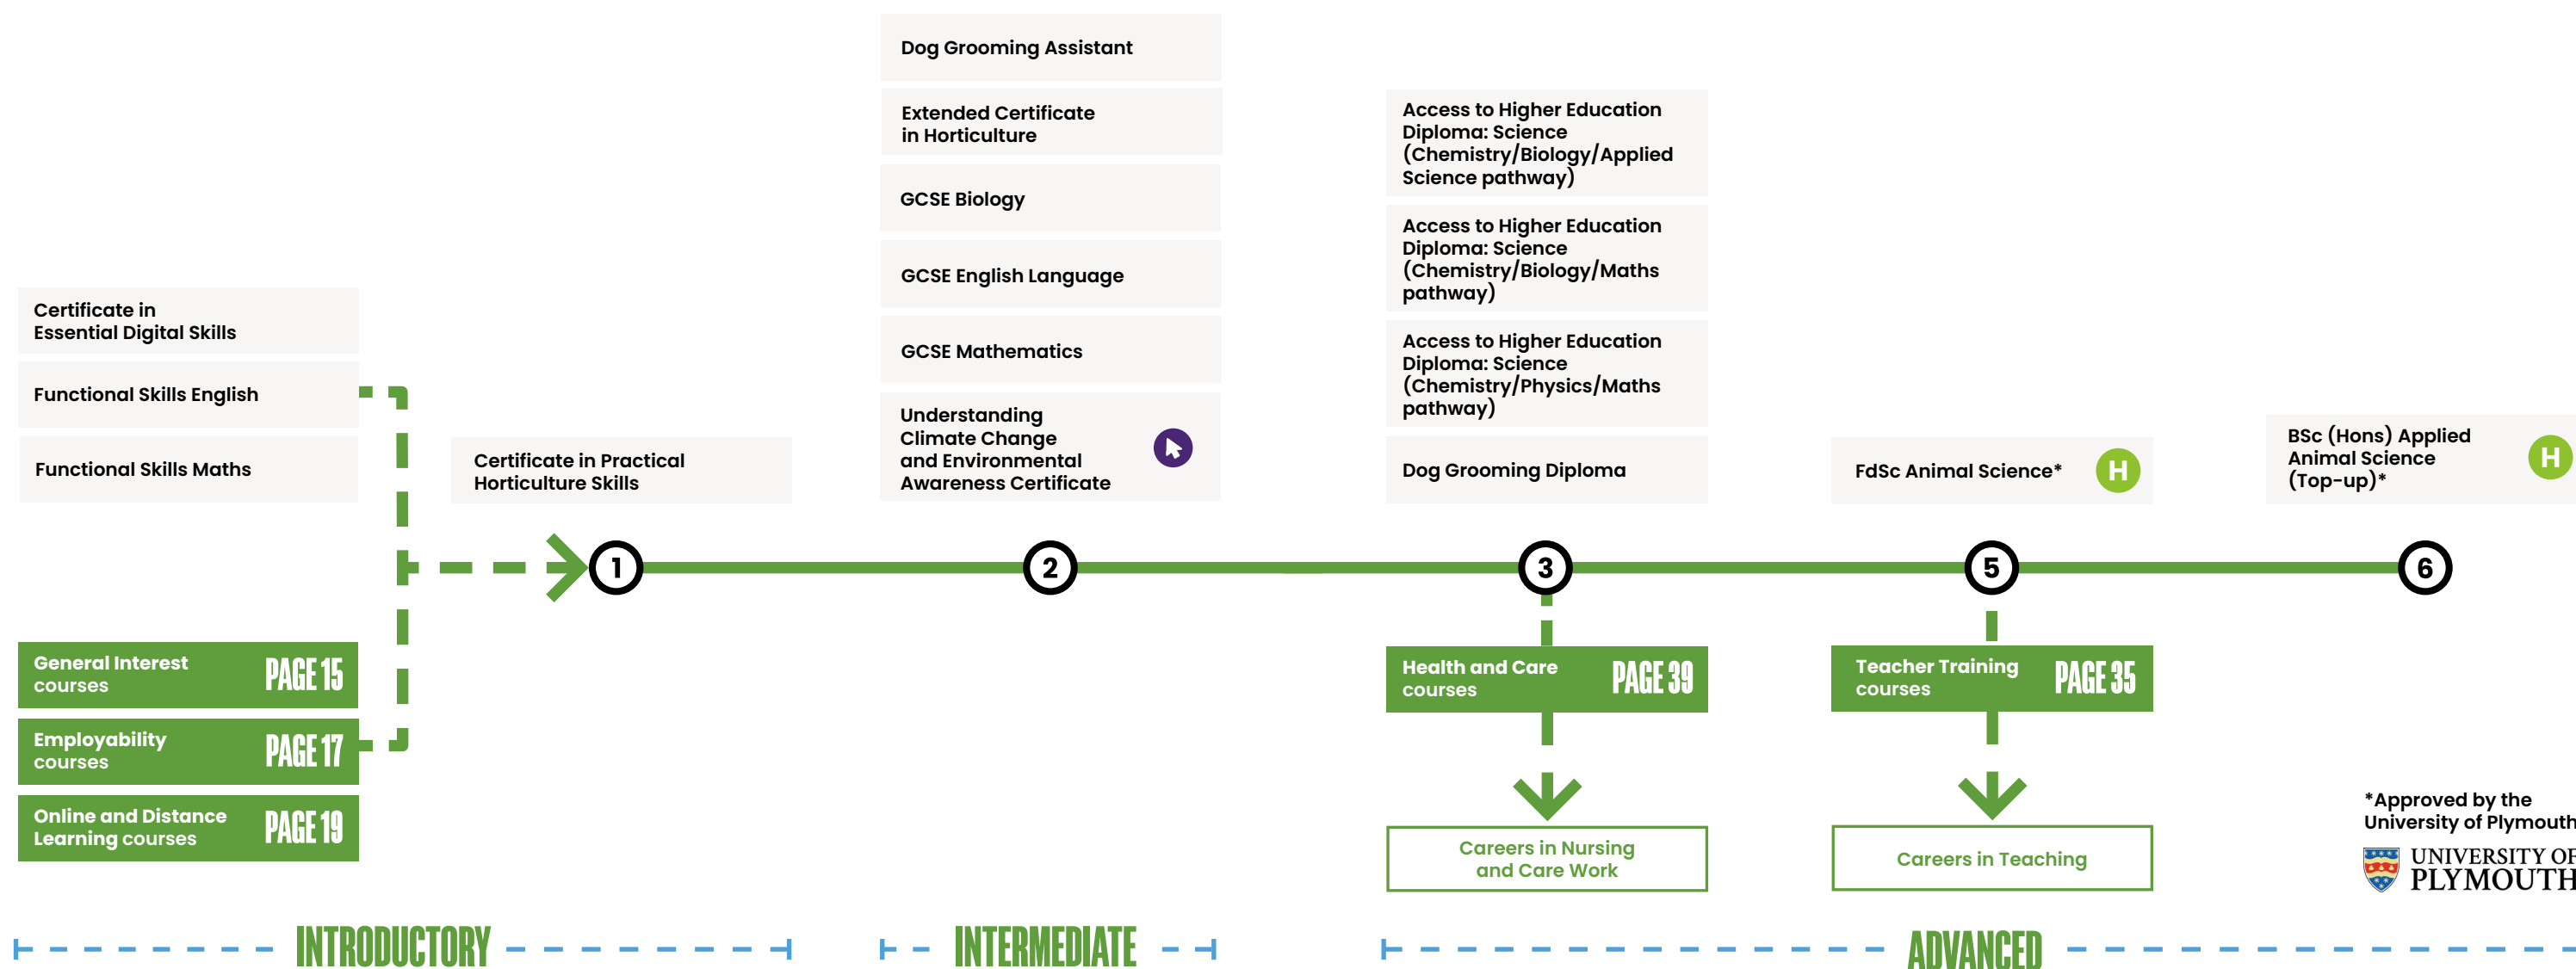 Certificate in
Essential Digital Skills
Functional Skills English
Functional Skills Maths
General Interest
courses
PAGE 15
Employability
courses
PAGE 17
Online and Distance
Learning courses
PAGE 19
Certificate in Practical
Horticulture Skills
1
Dog Grooming Assistant
Extended Certificate
in Horticulture
GCSE Biology
GCSE English Language
GCSE Mathematics
Understanding
Climate Change
and Environmental
Awareness Certificate
2
Access to Higher Education
Diploma: Science
(Chemistry/Biology/Applied
Science pathway)
Access to Higher Education
Diploma: Science
(Chemistry/Biology/Maths
pathway)
Access to Higher Education
Diploma: Science
(Chemistry/Physics/Maths
pathway)
Dog Grooming Diploma
3
Health and Care
courses
PAGE 39
Careers in Nursing
and Care Work
FdSc Animal Science*
H
5
Teacher Training
courses
PAGE 35
Careers in Teaching
BSc (Hons) Applied
Animal Science
(Top-up)*
H
6
*Approved by the
University of Plymouth
UNIVERSITY OF
PLYMOUTH
INTRODUCTORY
INTERMEDIATE
ADVANCED